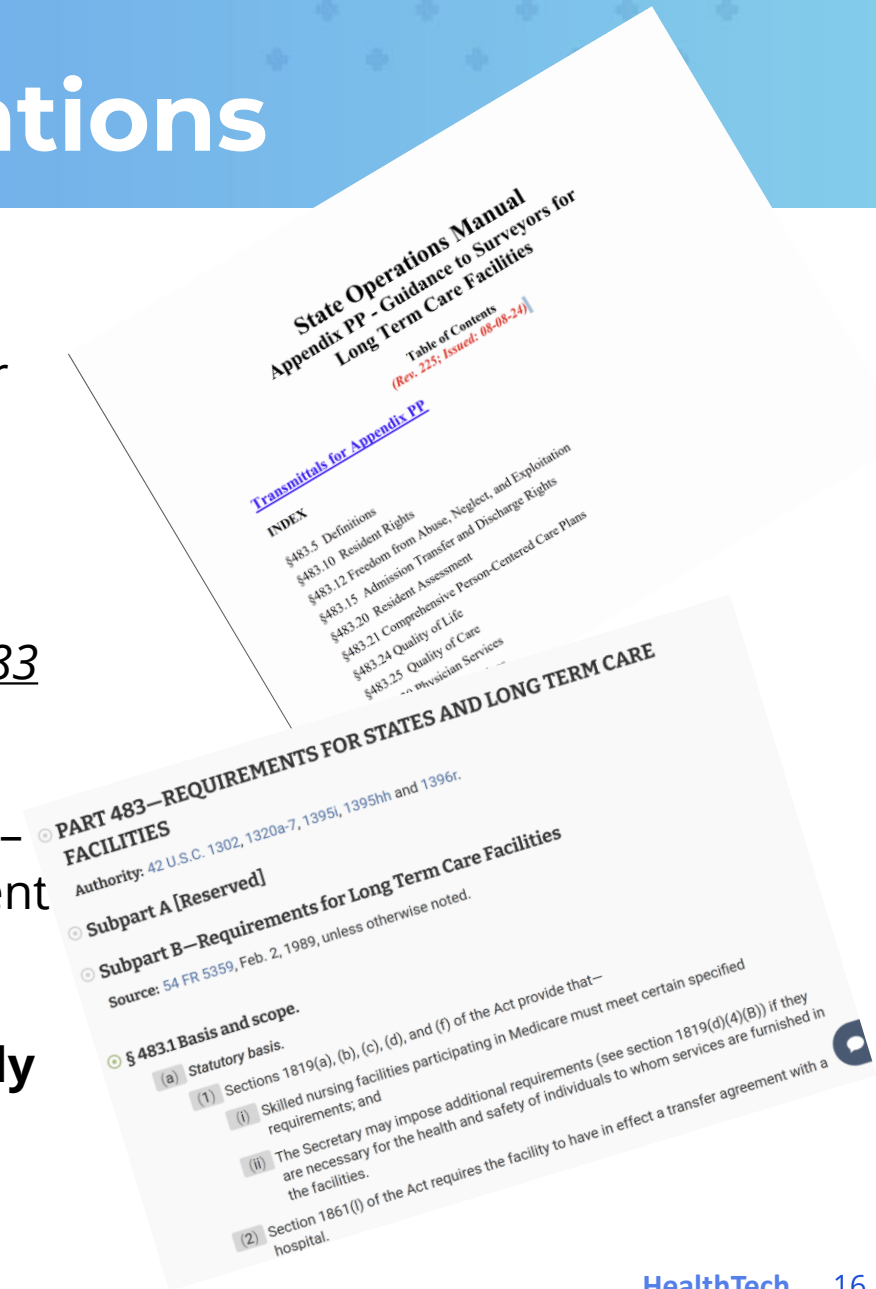 ations
r
83
–
ent
ly
State Operations Manual
Appendix PP - Guidance to Surveyors for
Long Term Care Facilities
Table of Contents
(Rev. 225; Issued: 08-08-24)
Transmittals for Appendix PP
INDEX
§483.5 Definitions
§483.10 Resident Rights
§483.12 Freedom from Abuse, Neglect, and Exploitation
§483.15 Admission Transfer and Discharge Rights
§483.20 Resident Assessment
§483.21 Comprehensive Person-Centered Care Plans
§483.24 Quality of Life
§483.25 Quality of Care
Physician Services
PART 483—REQUIREMENTS FOR STATES AND LONG TERM CARE
FACILITIES
Authority: 42 U.S.C. 1302, 1320a-7, 1395i, 1395hh and 1396r.
Subpart A [Reserved]
Subpart B—Requirements for Long Term Care Facilities
Source: 54 FR 5359, Feb. 2, 1989, unless otherwise noted.
§ 483.1 Basis and scope.
(a) Statutory basis.
(1) Sections 1819(a), (b), (c), (d), and (f) of the Act provide that—
(i) Skilled nursing facilities participating in Medicare must meet certain specified
requirements; and
(ii) The Secretary may impose additional requirements (see section 1819(d)(4)(B)) if they
are necessary for the health and safety of individuals to whom services are furnished in
the facilities.
(2) Section 1861(l) of the Act requires the facility to have in effect a transfer agreement with a
hospital.
HealthTech 16